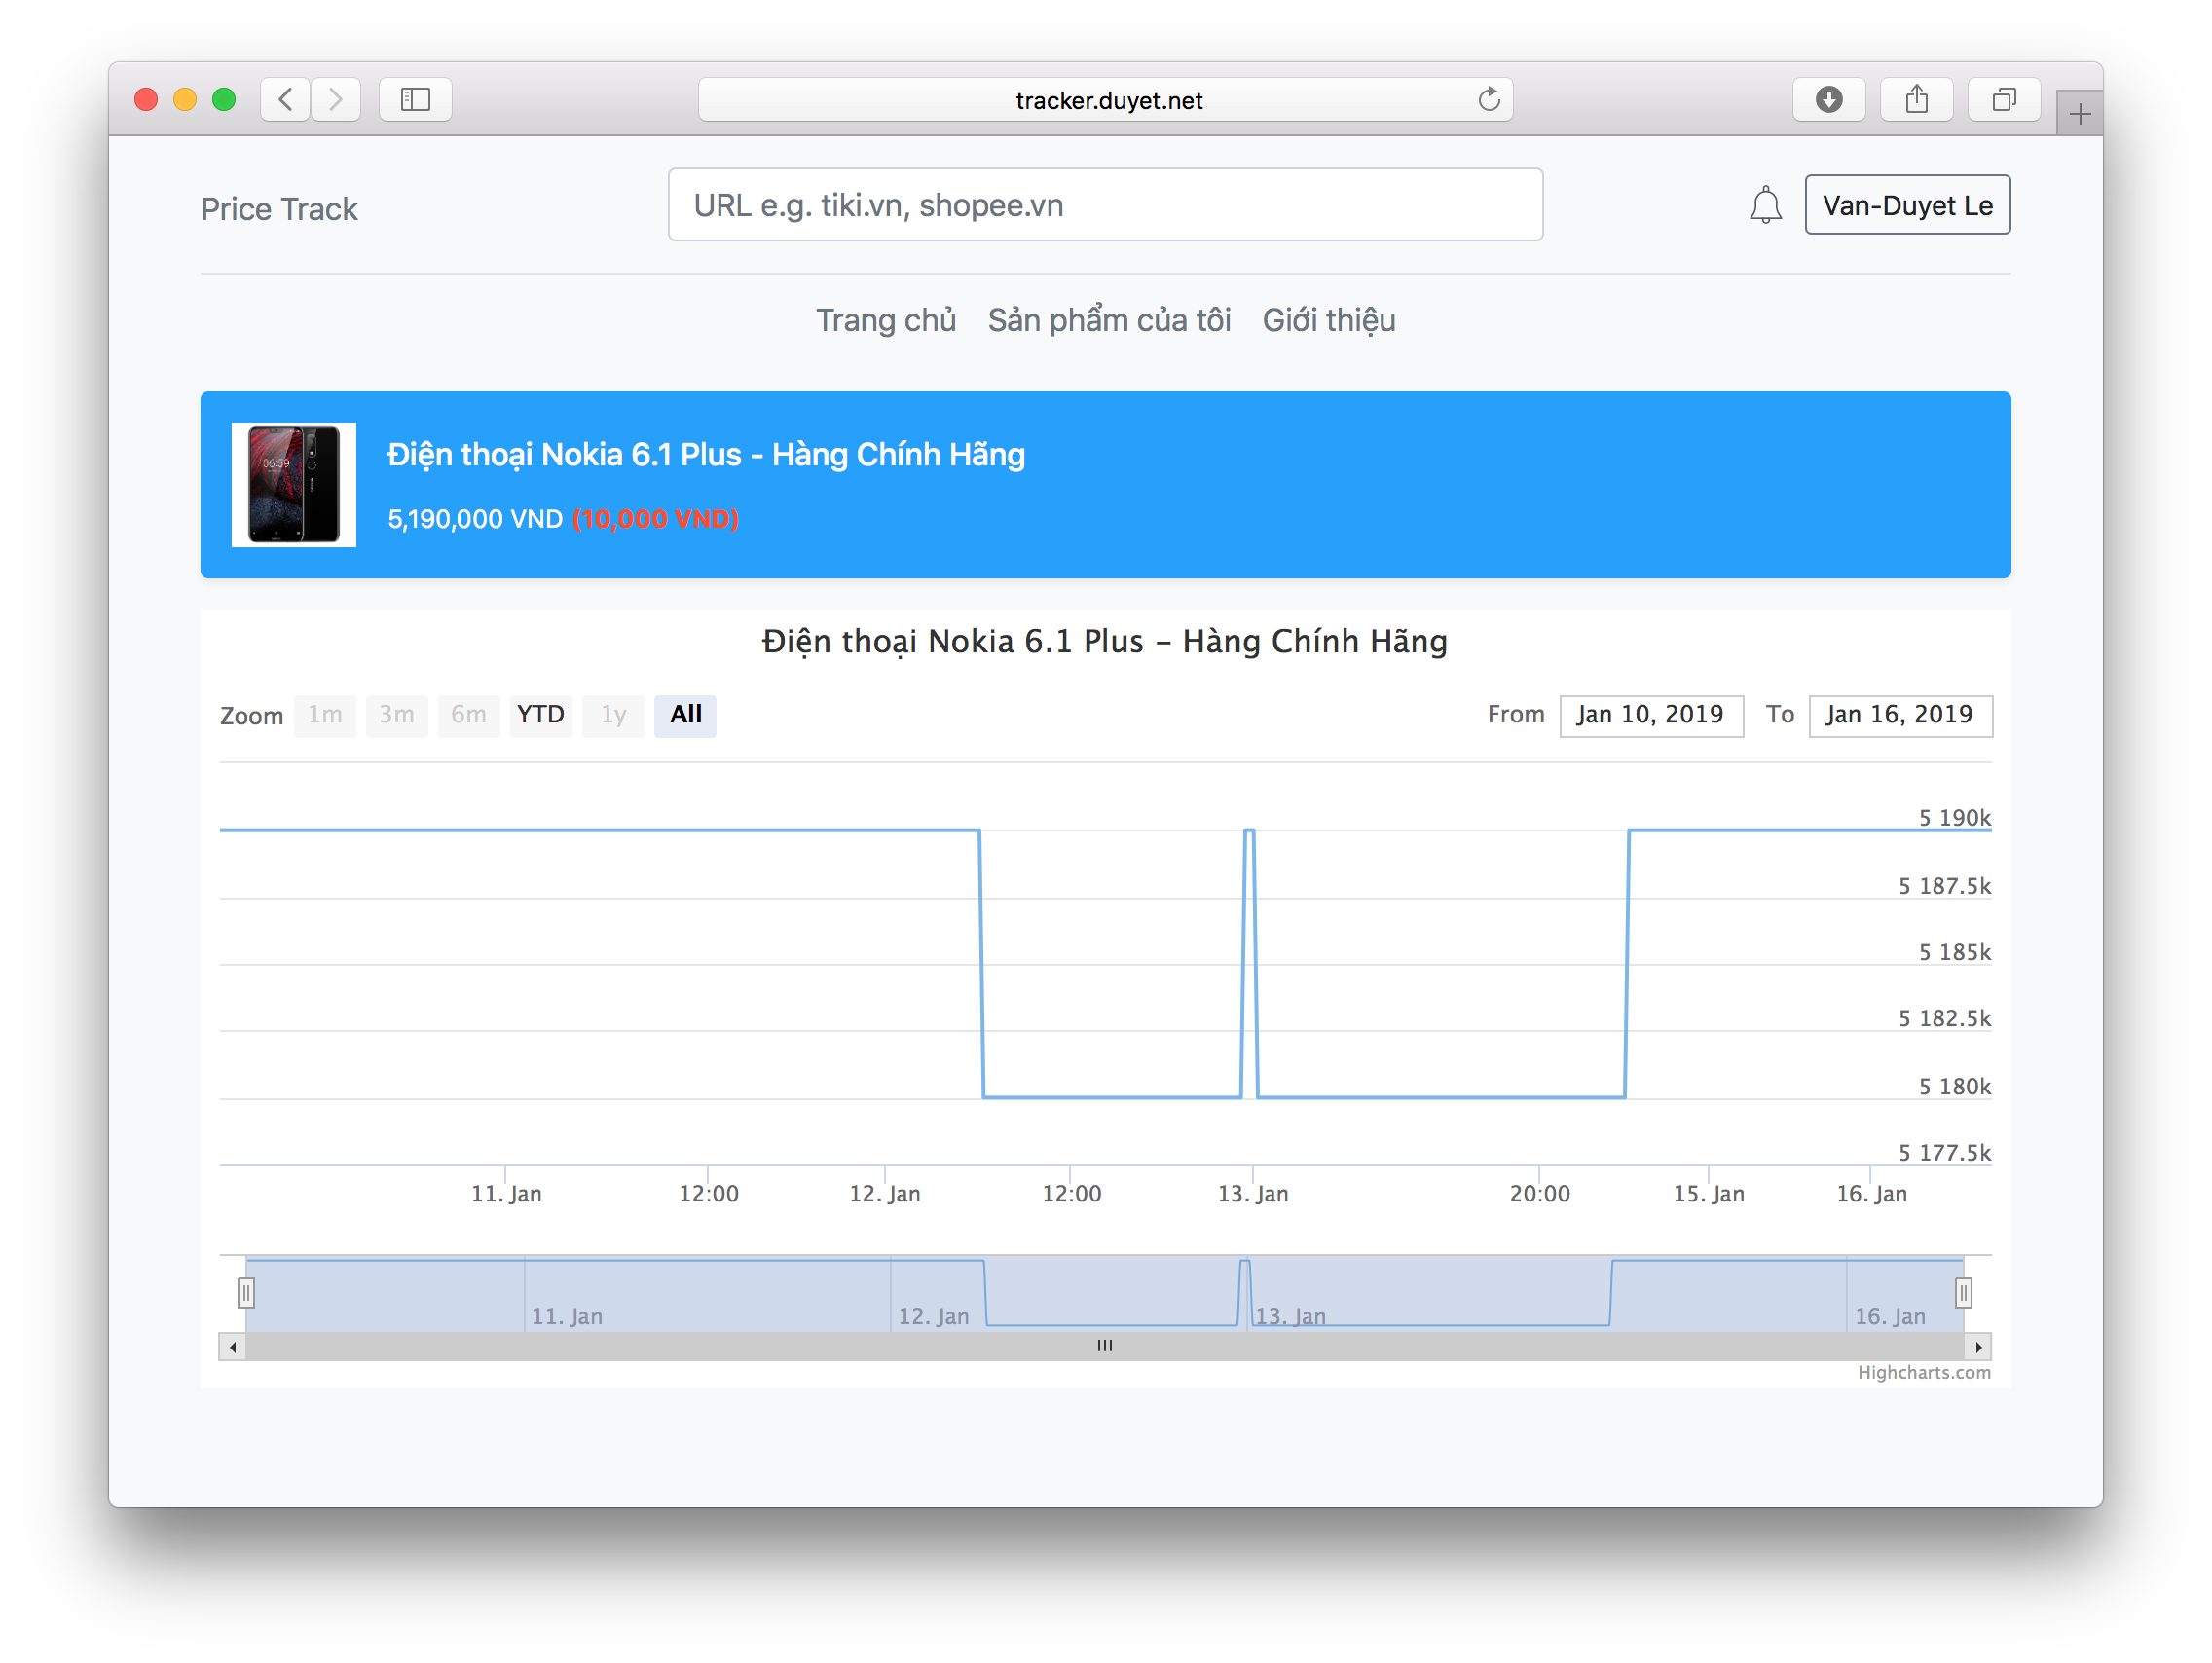 tracker.duyet.net
Price Track
URL e.g. tiki.vn, shopee.vn
Van-Duyet Le
Trang chủ Sản phẩm của tôi Giới thiệu
06:59
Điện thoại Nokia 6.1 Plus - Hàng Chính Hãng
5,190,000 VND (10,000 VND)
Điện thoại Nokia 6.1 Plus - Hàng Chính Hãng
Zoom 1m 3m 6m YTD 1y All From Jan 10, 2019 To Jan 16, 2019
5 190k
5 187.5k
5 185k
5 182.5k
5 180k
5 177.5k
11. Jan 12:00 12. Jan 12:00 13. Jan 20:00 15. Jan 16. Jan
11. Jan 12. Jan 13. Jan 16. Jan
Highcharts.com